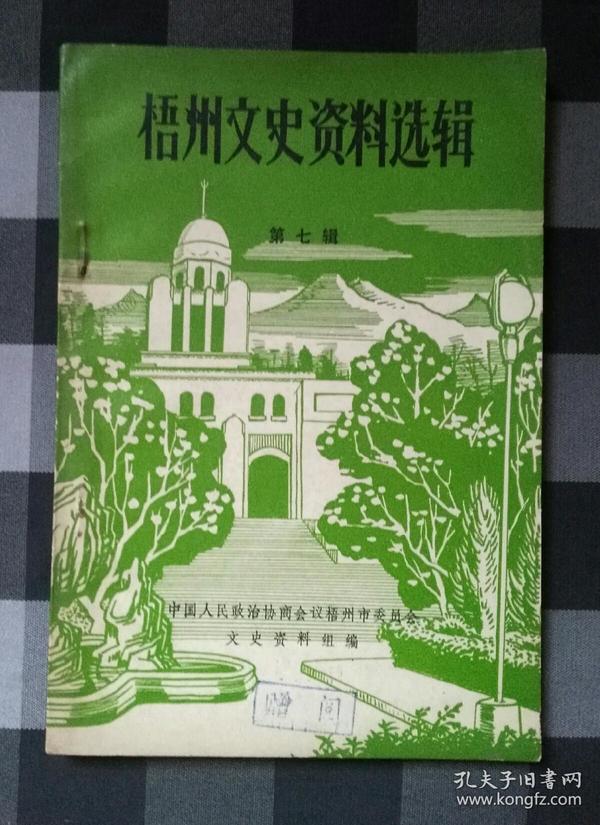 梧州文史资料选辑
第七辑
中国人民政治协商会议梧州市委员会
文史资料组编
赠阅
孔夫子旧书网
www.kongfz.com